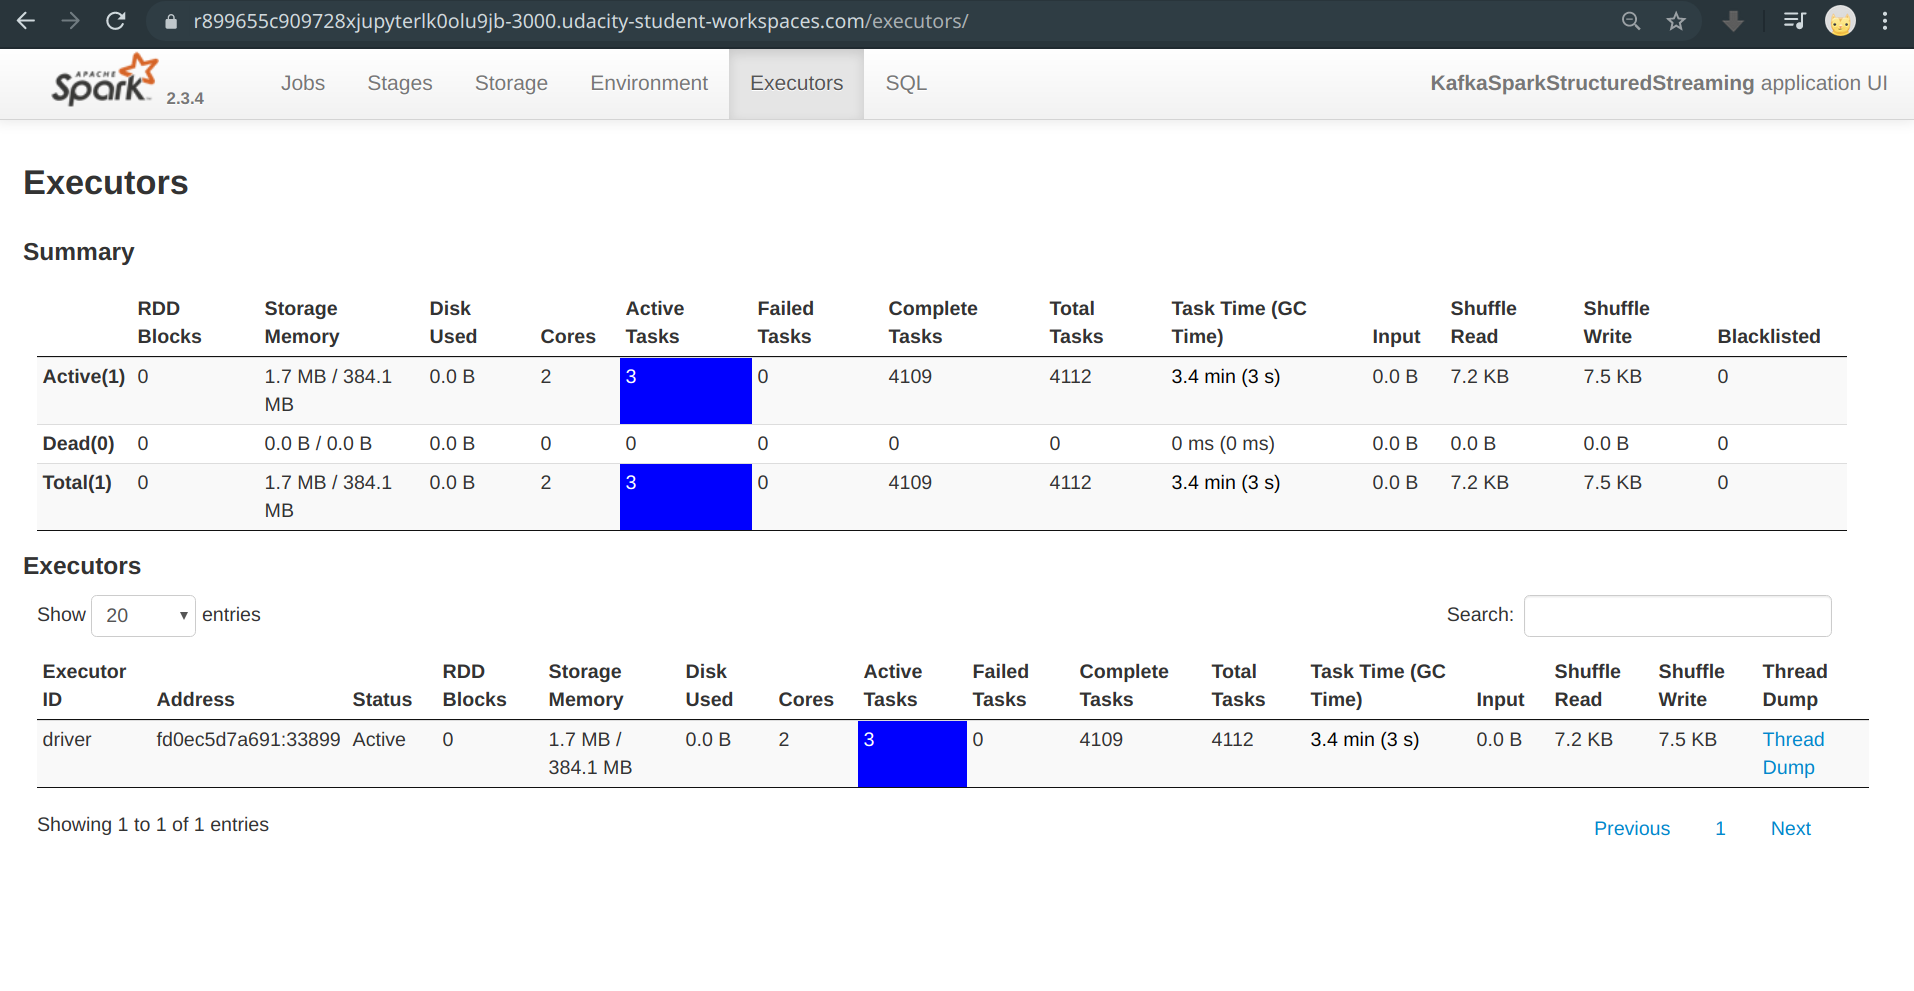 r899655c909728xjupyterlk0olu9jb-3000.udacity-student-workspaces.com/executors/
APACHE Spark 2.3.4 Jobs Stages Storage Environment Executors SQL KafkaSparkStructuredStreaming application UI
Executors
Summary
RDD Blocks Storage Memory Disk Used Cores Active Tasks Failed Tasks Complete Tasks Total Tasks Task Time (GC Time) Input Shuffle Read Shuffle Write Blacklisted
Active(1) 0 1.7 MB / 384.1 MB 0.0 B 2 3 0 4109 4112 3.4 min (3 s) 0.0 B 7.2 KB 7.5 KB 0
Dead(0) 0 0.0 B / 0.0 B 0.0 B 0 0 0 0 0 0 ms (0 ms) 0.0 B 0.0 B 0.0 B 0
Total(1) 0 1.7 MB / 384.1 MB 0.0 B 2 3 0 4109 4112 3.4 min (3 s) 0.0 B 7.2 KB 7.5 KB 0
Executors
Show 20 entries Search:
Executor ID Address Status RDD Blocks Storage Memory Disk Used Cores Active Tasks Failed Tasks Complete Tasks Total Tasks Task Time (GC Time) Input Shuffle Read Shuffle Write Thread Dump
driver fd0ec5d7a691:33899 Active 0 1.7 MB / 384.1 MB 0.0 B 2 3 0 4109 4112 3.4 min (3 s) 0.0 B 7.2 KB 7.5 KB Thread Dump
Showing 1 to 1 of 1 entries Previous 1 Next